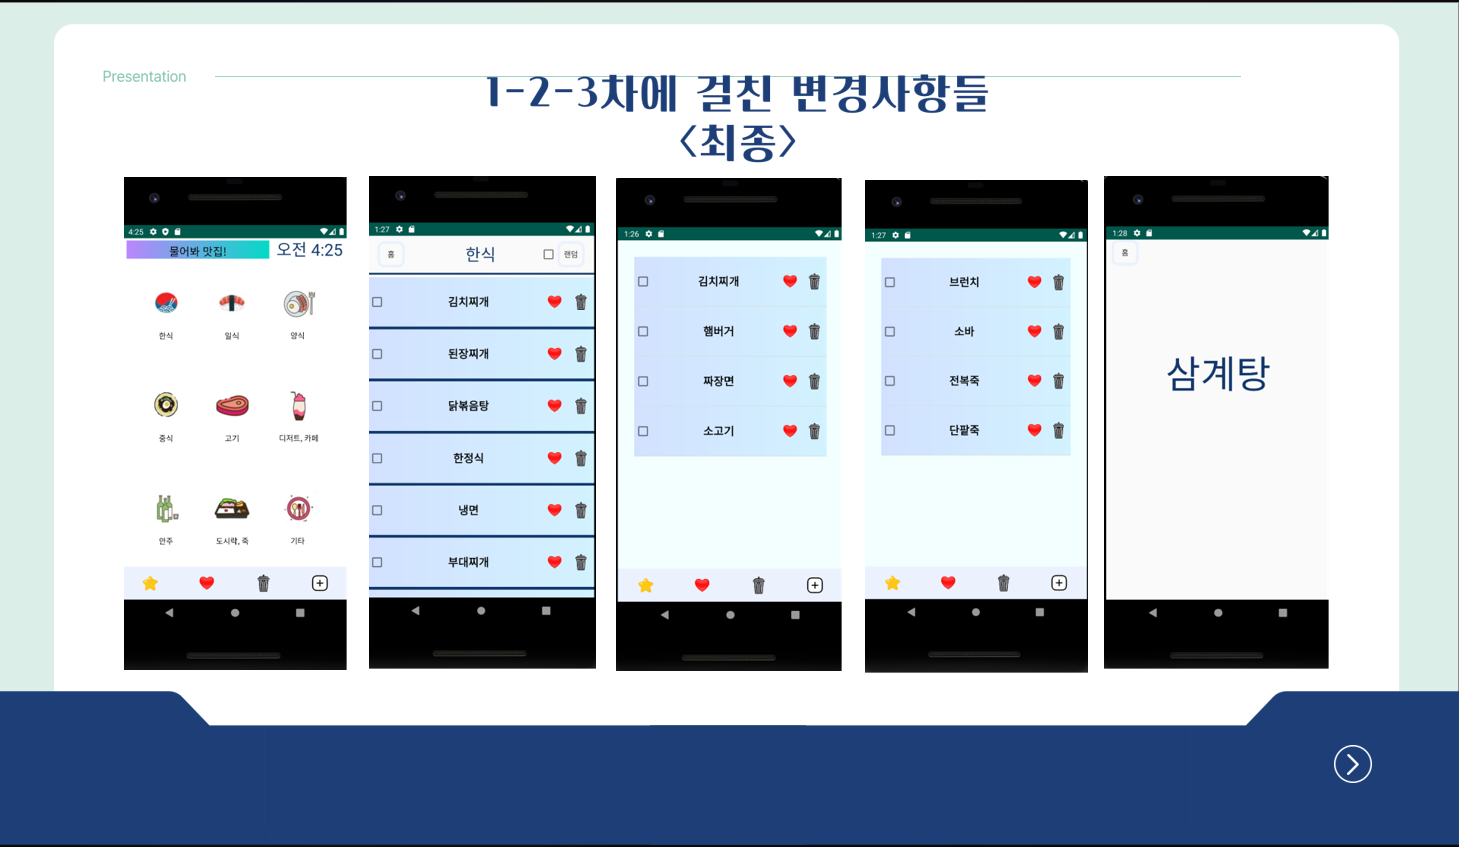 Presentation
1-2-3차에 걸친 변경사항들
<최종>
4:25
물어봐 맛집!
오전 4:25
한식
일식
양식
중식
고기
디저트, 카페
안주
도시락, 죽
기타
1:27
홈
한식
랜덤
김치찌개
된장찌개
닭볶음탕
한정식
냉면
부대찌개
1:26
김치찌개
햄버거
짜장면
소고기
1:27
브런치
소바
전복죽
단팥죽
1:28
홈
삼계탕